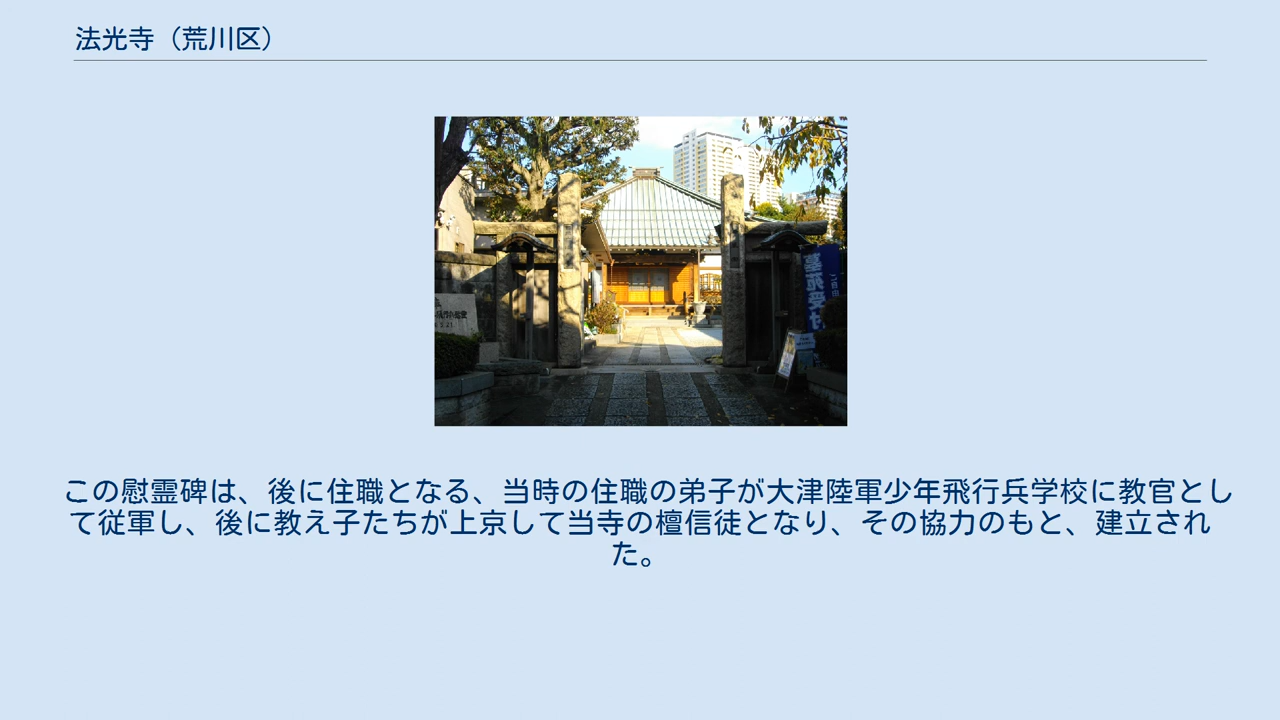 法光寺（荒川区）
墓苑受付
この慰霊碑は、後に住職となる、当時の住職の弟子が大津陸軍少年飛行兵学校に教官とし
て従軍し、後に教え子たちが上京して当寺の檀信徒となり、その協力のもと、建立され
た。